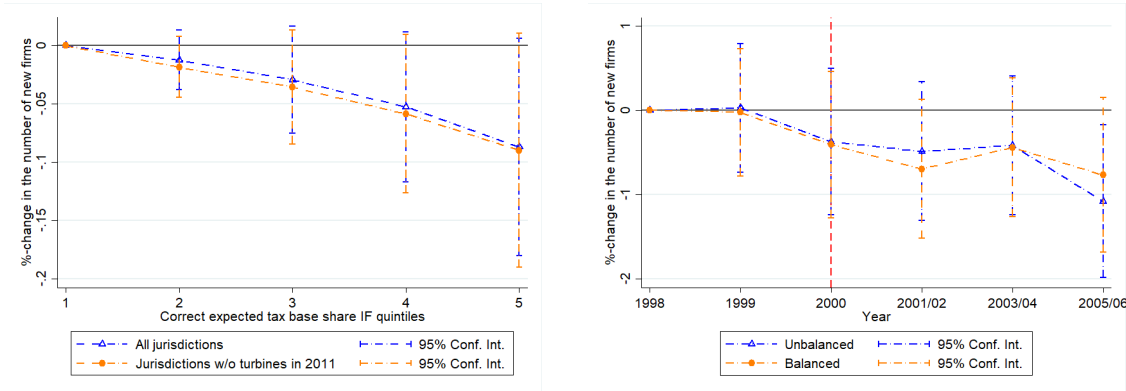 %-change in the number of new firms
0
-.05
-.1
-.15
-.2
1 2 3 4 5
Correct expected tax base share IF quintiles
All jurisdictions 95% Conf. Int.
Jurisdictions w/o turbines in 2011 95% Conf. Int.
%-change in the number of new firms
1
0
-1
-2
1998 1999 2000 2001/02 2003/04 2005/06
Year
Unbalanced 95% Conf. Int.
Balanced 95% Conf. Int.